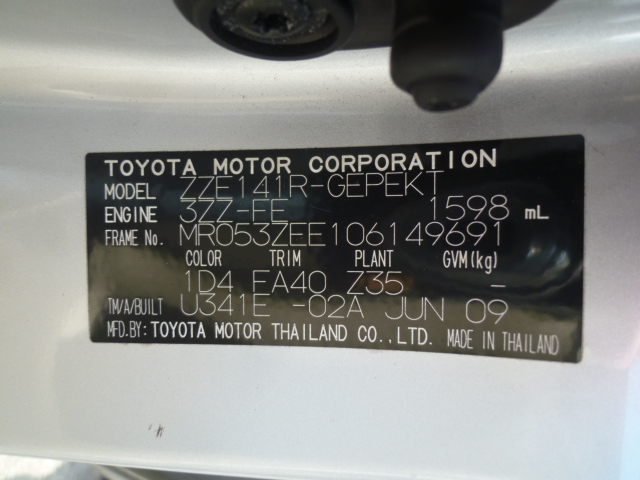 TOYOTA MOTOR CORPORATION
MODEL ZZE141R-GEPEKT
ENGINE 3ZZ-FE 1598 mL
FRAME No. MR053ZEE106149691
COLOR TRIM PLANT GVM(kg)
1D4 FA40 Z35 -
TM/A/BUILT U341E -02A JUN 09
MFD.BY: TOYOTA MOTOR THAILAND CO.,LTD. MADE IN THAILAND